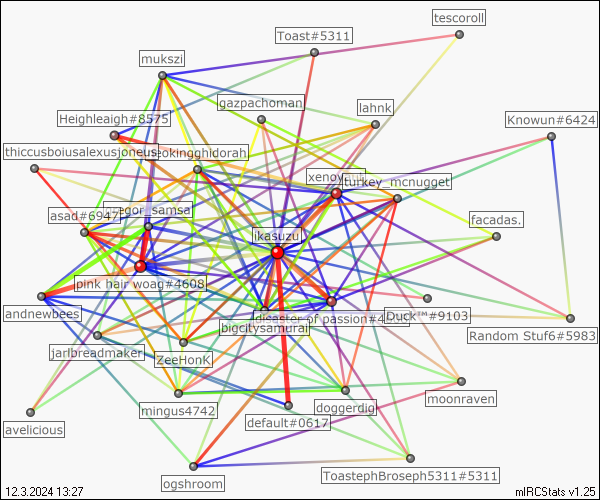 tescoroll
Toast#5311
mukszi
gazpachoman
lahnk
Heighleaigh#8575
Knowun#6424
thiccusboiusalexusjoneus
okingghidorah
xenoy
turkey_mcnugget
asad#6947
egor_samsa
facadas.
ikasuzu
pink hair woag#4608
andnewbees
disaster of passion#4
Duck™#9103
bigcitysamurai
Random Stuf6#5983
jarlbreadmaker
ZeeHonK
moonraven
mingus4742
doggerdig
default#0617
avelicious
ToastephBroseph5311#5311
ogshroom
12.3.2024 13:27
mIRCStats v1.25